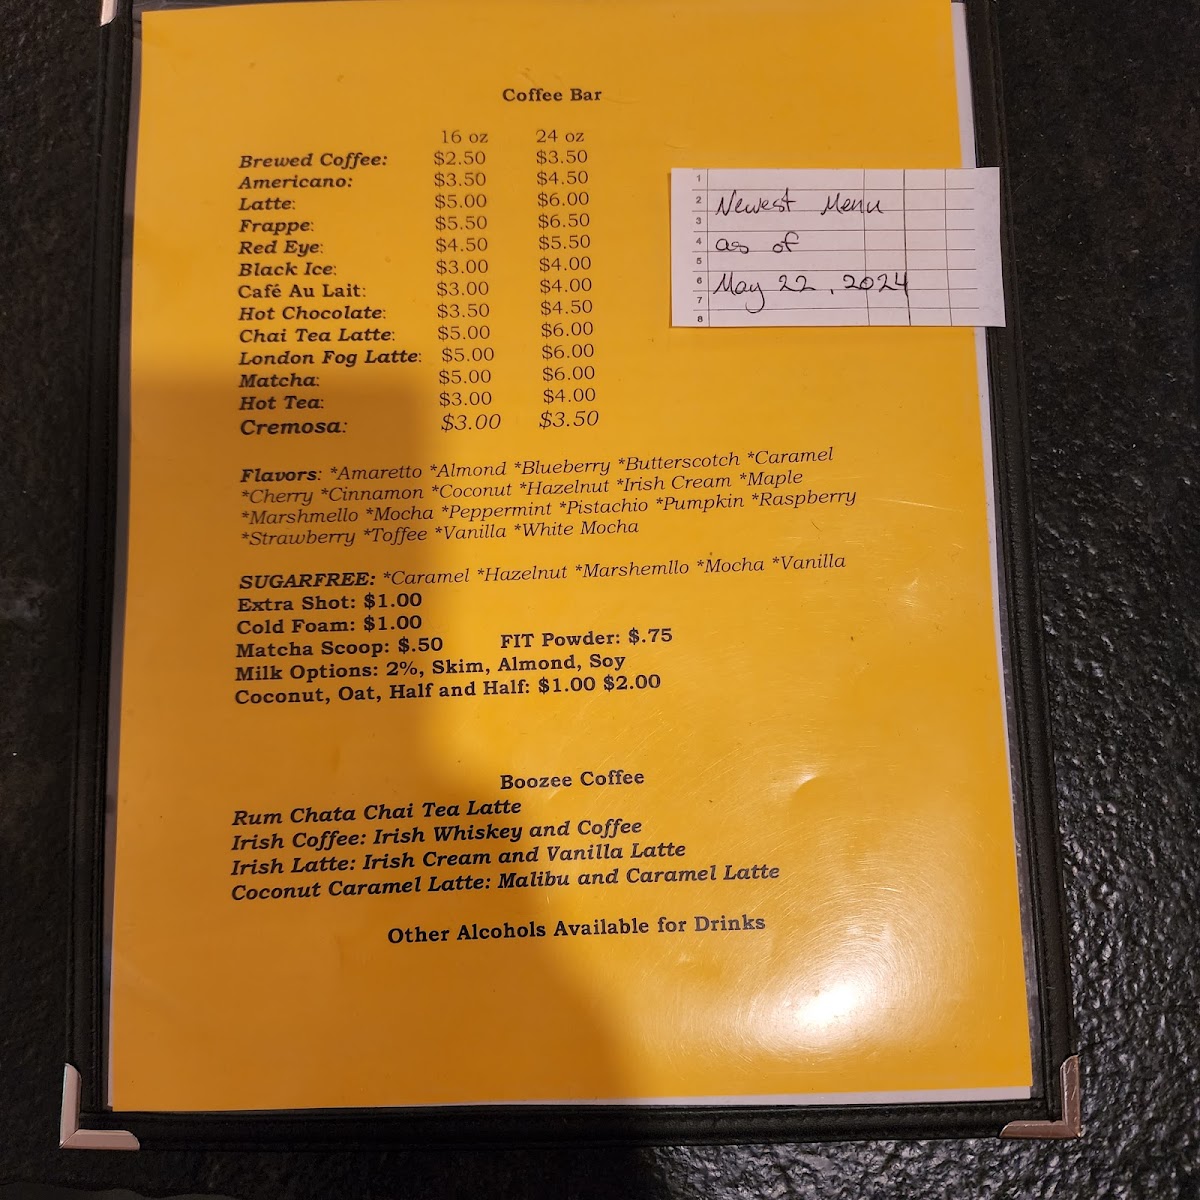 Coffee Bar
16 oz 24 oz
Brewed Coffee: $2.50 $3.50
Americano: $3.50 $4.50
Latte: $5.00 $6.00
Frappe: $5.50 $6.50
Red Eye: $4.50 $5.50
Black Ice: $3.00 $4.00
Café Au Lait: $3.00 $4.00
Hot Chocolate: $3.50 $4.50
Chai Tea Latte: $5.00 $6.00
London Fog Latte: $5.00 $6.00
Matcha: $5.00 $6.00
Hot Tea: $3.00 $4.00
Cremosa: $3.00 $3.50
1
2 Newest Menu
3
4 as of
5
6 May 22, 2024
7
8
Flavors: *Amaretto *Almond *Blueberry *Butterscotch *Caramel
*Cherry *Cinnamon *Coconut *Hazelnut *Irish Cream *Maple
*Marshmello *Mocha *Peppermint *Pistachio *Pumpkin *Raspberry
*Strawberry *Toffee *Vanilla *White Mocha
SUGARFREE: *Caramel *Hazelnut *Marshemllo *Mocha *Vanilla
Extra Shot: $1.00
Cold Foam: $1.00
Matcha Scoop: $.50 FIT Powder: $.75
Milk Options: 2%, Skim, Almond, Soy
Coconut, Oat, Half and Half: $1.00 $2.00
Boozee Coffee
Rum Chata Chai Tea Latte
Irish Coffee: Irish Whiskey and Coffee
Irish Latte: Irish Cream and Vanilla Latte
Coconut Caramel Latte: Malibu and Caramel Latte
Other Alcohols Available for Drinks